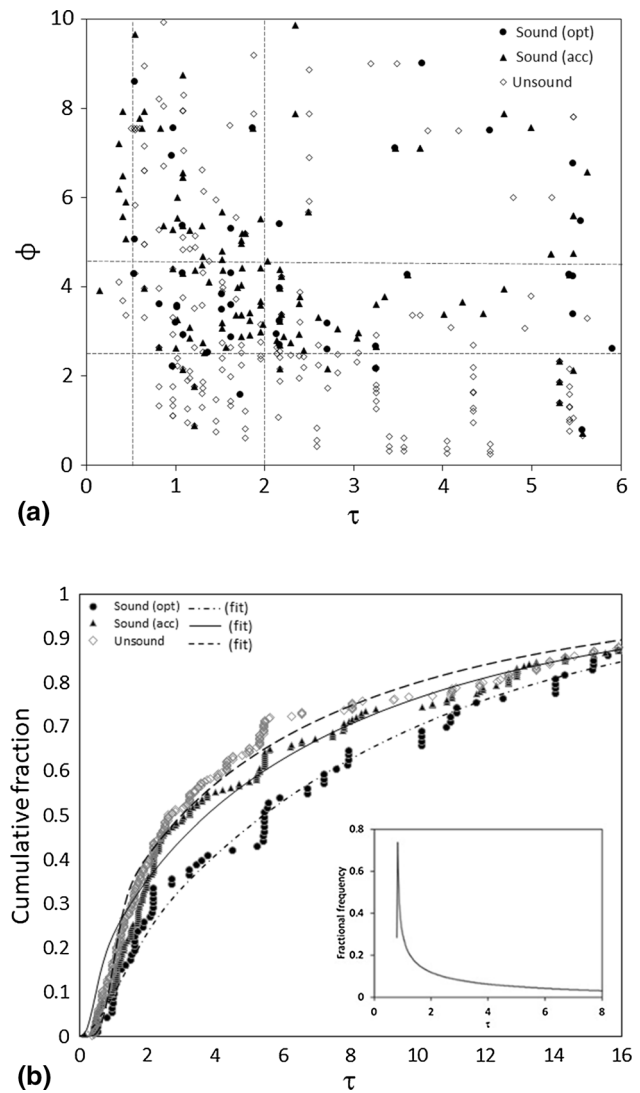 10
8
6
4
2
0
ϕ
Sound (opt)
Sound (acc)
Unsound
0 1 2 3 4 5 6
τ
(a)
1
0.9
0.8
0.7
0.6
0.5
0.4
0.3
0.2
0.1
0
Cumulative fraction
Sound (opt) (fit)
Sound (acc) (fit)
Unsound (fit)
0.8
0.6
0.4
0.2
0
Fractional frequency
0 2 4 6 8
τ
0 2 4 6 8 10 12 14 16
τ
(b)